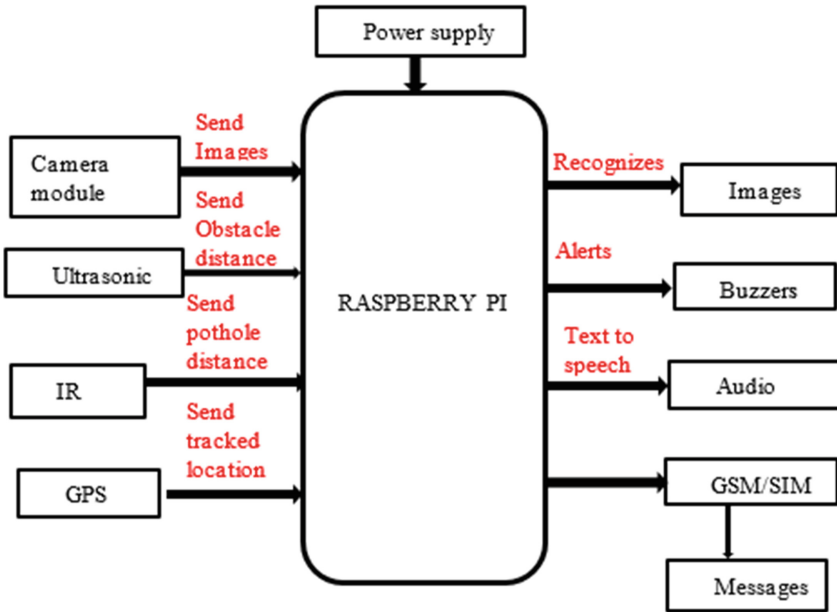 Power supply
Send
Images
Camera
module
Send
Obstacle
distance
Ultrasonic
Send
pothole
distance
IR
Send
tracked
location
GPS
RASPBERRY PI
Recognizes
Images
Alerts
Buzzers
Text to
speech
Audio
GSM/SIM
Messages